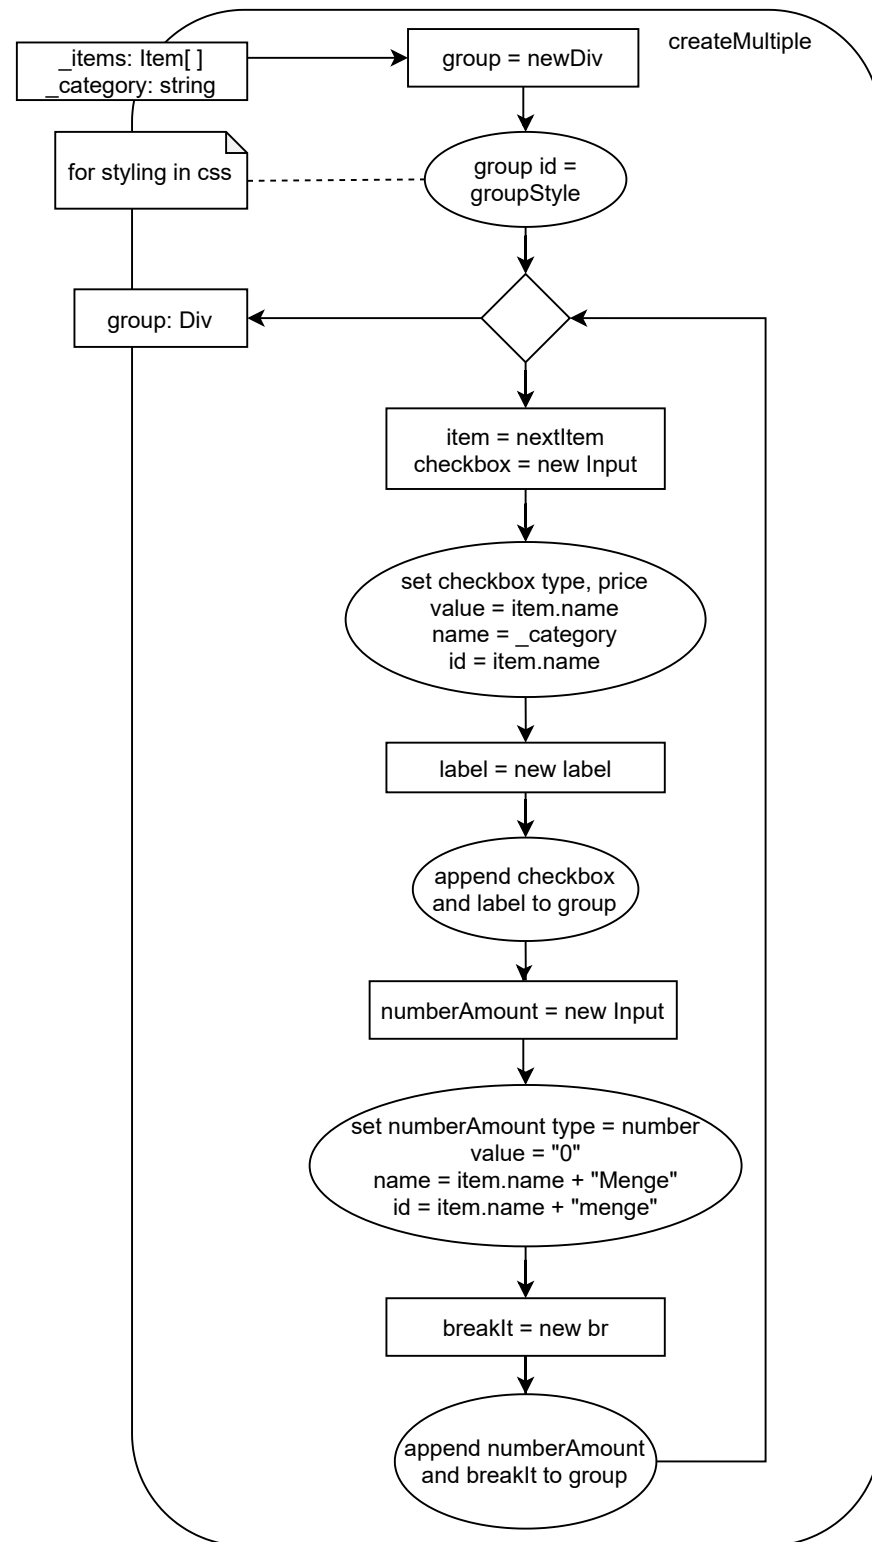 createMultiple
_items: Item[ ]
_category: string
group = newDiv
for styling in css
group id =
groupStyle
group: Div
item = nextItem
checkbox = new Input
set checkbox type, price
value = item.name
name = _category
id = item.name
label = new label
append checkbox
and label to group
numberAmount = new Input
set numberAmount type = number
value = "0"
name = item.name + "Menge"
id = item.name + "menge"
breakIt = new br
append numberAmount
and breakIt to group